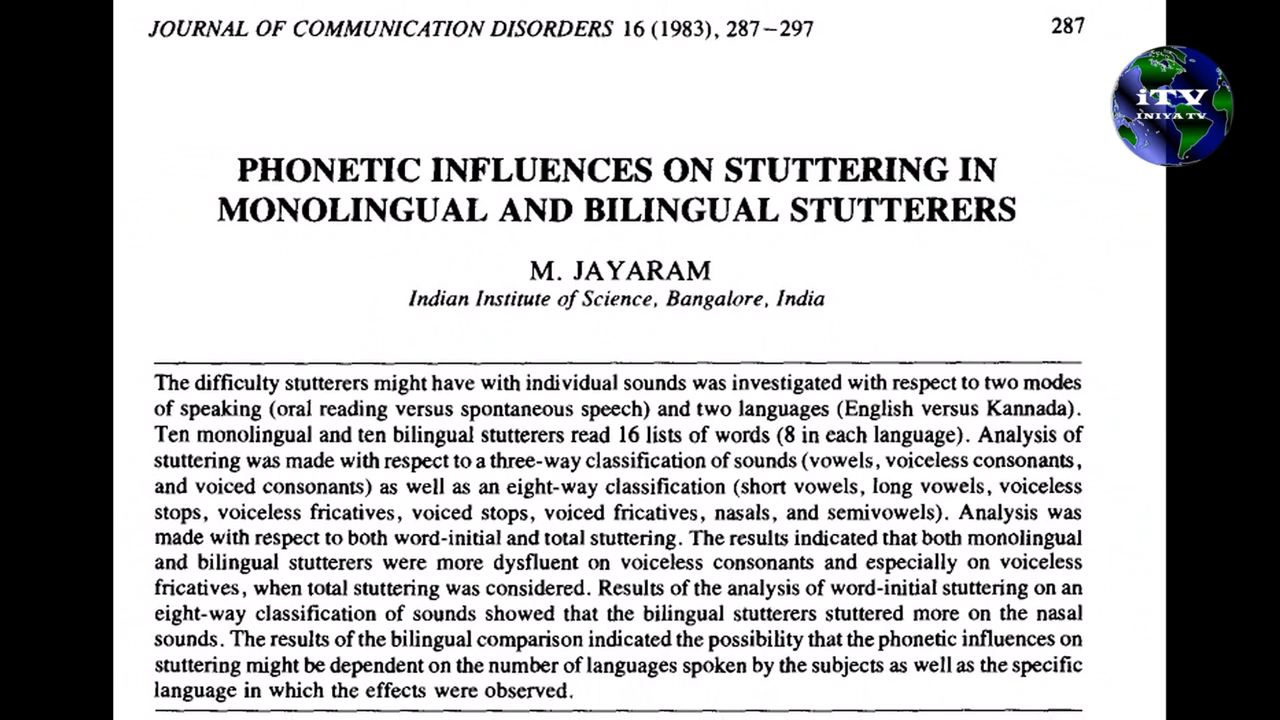 JOURNAL OF COMMUNICATION DISORDERS 16 (1983), 287–297 287
iTV
INIYA TV
PHONETIC INFLUENCES ON STUTTERING IN
MONOLINGUAL AND BILINGUAL STUTTERERS
M. JAYARAM
Indian Institute of Science, Bangalore, India
The difficulty stutterers might have with individual sounds was investigated with respect to two modes
of speaking (oral reading versus spontaneous speech) and two languages (English versus Kannada).
Ten monolingual and ten bilingual stutterers read 16 lists of words (8 in each language). Analysis of
stuttering was made with respect to a three-way classification of sounds (vowels, voiceless consonants,
and voiced consonants) as well as an eight-way classification (short vowels, long vowels, voiceless
stops, voiceless fricatives, voiced stops, voiced fricatives, nasals, and semivowels). Analysis was
made with respect to both word-initial and total stuttering. The results indicated that both monolingual
and bilingual stutterers were more dysfluent on voiceless consonants and especially on voiceless
fricatives, when total stuttering was considered. Results of the analysis of word-initial stuttering on an
eight-way classification of sounds showed that the bilingual stutterers stuttered more on the nasal
sounds. The results of the bilingual comparison indicated the possibility that the phonetic influences on
stuttering might be dependent on the number of languages spoken by the subjects as well as the specific
language in which the effects were observed.